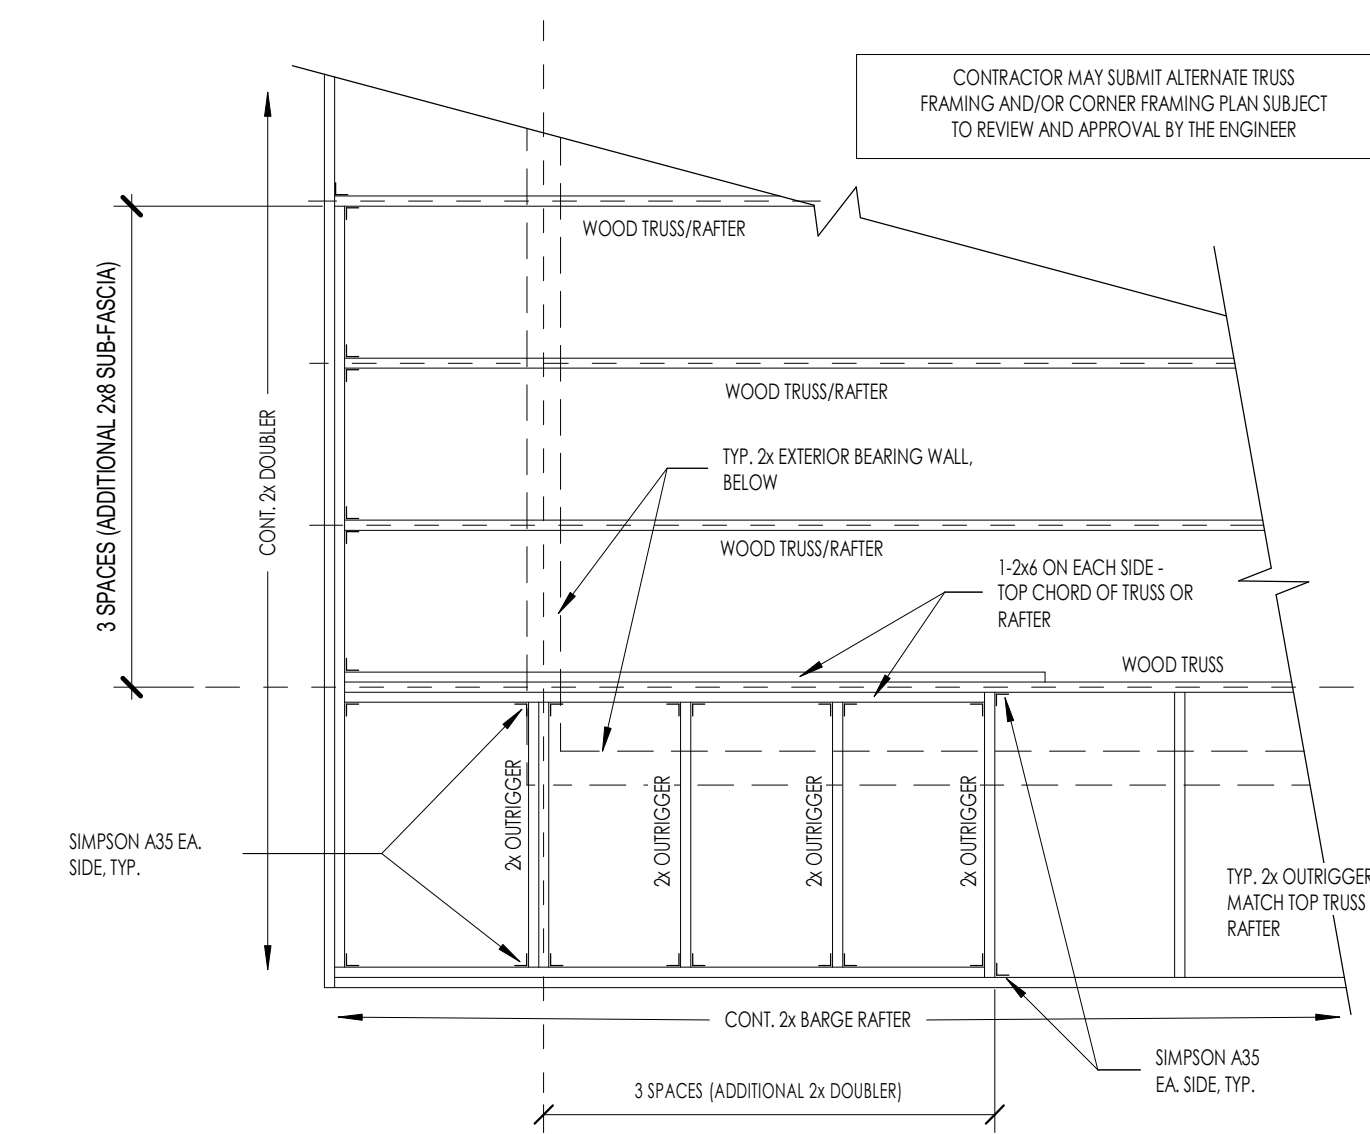 CONTRACTOR MAY SUBMIT ALTERNATE TRUSS
FRAMING AND/OR CORNER FRAMING PLAN SUBJECT
TO REVIEW AND APPROVAL BY THE ENGINEER
WOOD TRUSS/RAFTER
3 SPACES (ADDITIONAL 2x8 SUB-FASCIA)
CONT. 2x DOUBLER
WOOD TRUSS/RAFTER
TYP. 2x EXTERIOR BEARING WALL,
BELOW
WOOD TRUSS/RAFTER
1-2x6 ON EACH SIDE -
TOP CHORD OF TRUSS OR
RAFTER
WOOD TRUSS
2x OUTRIGGER
2x OUTRIGGER
2x OUTRIGGER
2x OUTRIGGER
SIMPSON A35 EA.
SIDE, TYP.
TYP. 2x OUTRIGGER
MATCH TOP TRUSS
RAFTER
CONT. 2x BARGE RAFTER
SIMPSON A35
EA. SIDE, TYP.
3 SPACES (ADDITIONAL 2x DOUBLER)